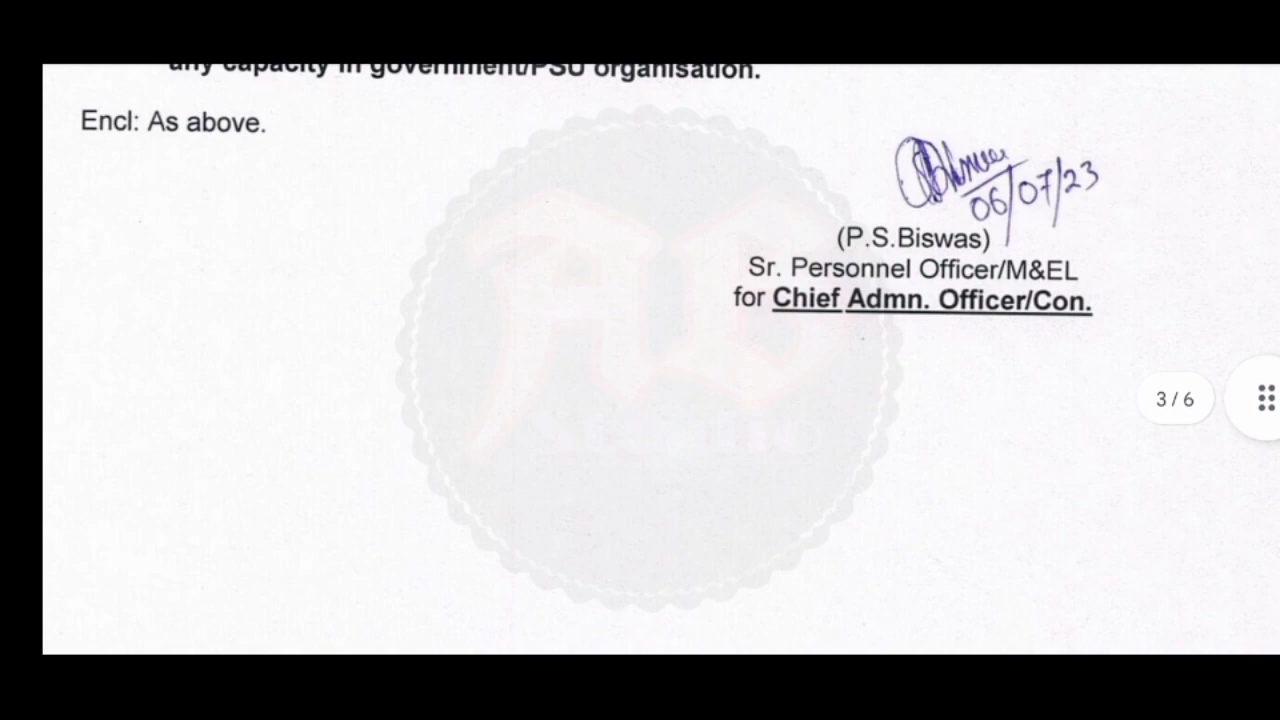 any capacity in government/PSU organisation.
Encl: As above.
06/07/23
(P.S.Biswas)
Sr. Personnel Officer/M&EL
for Chief Admn. Officer/Con.
3 / 6